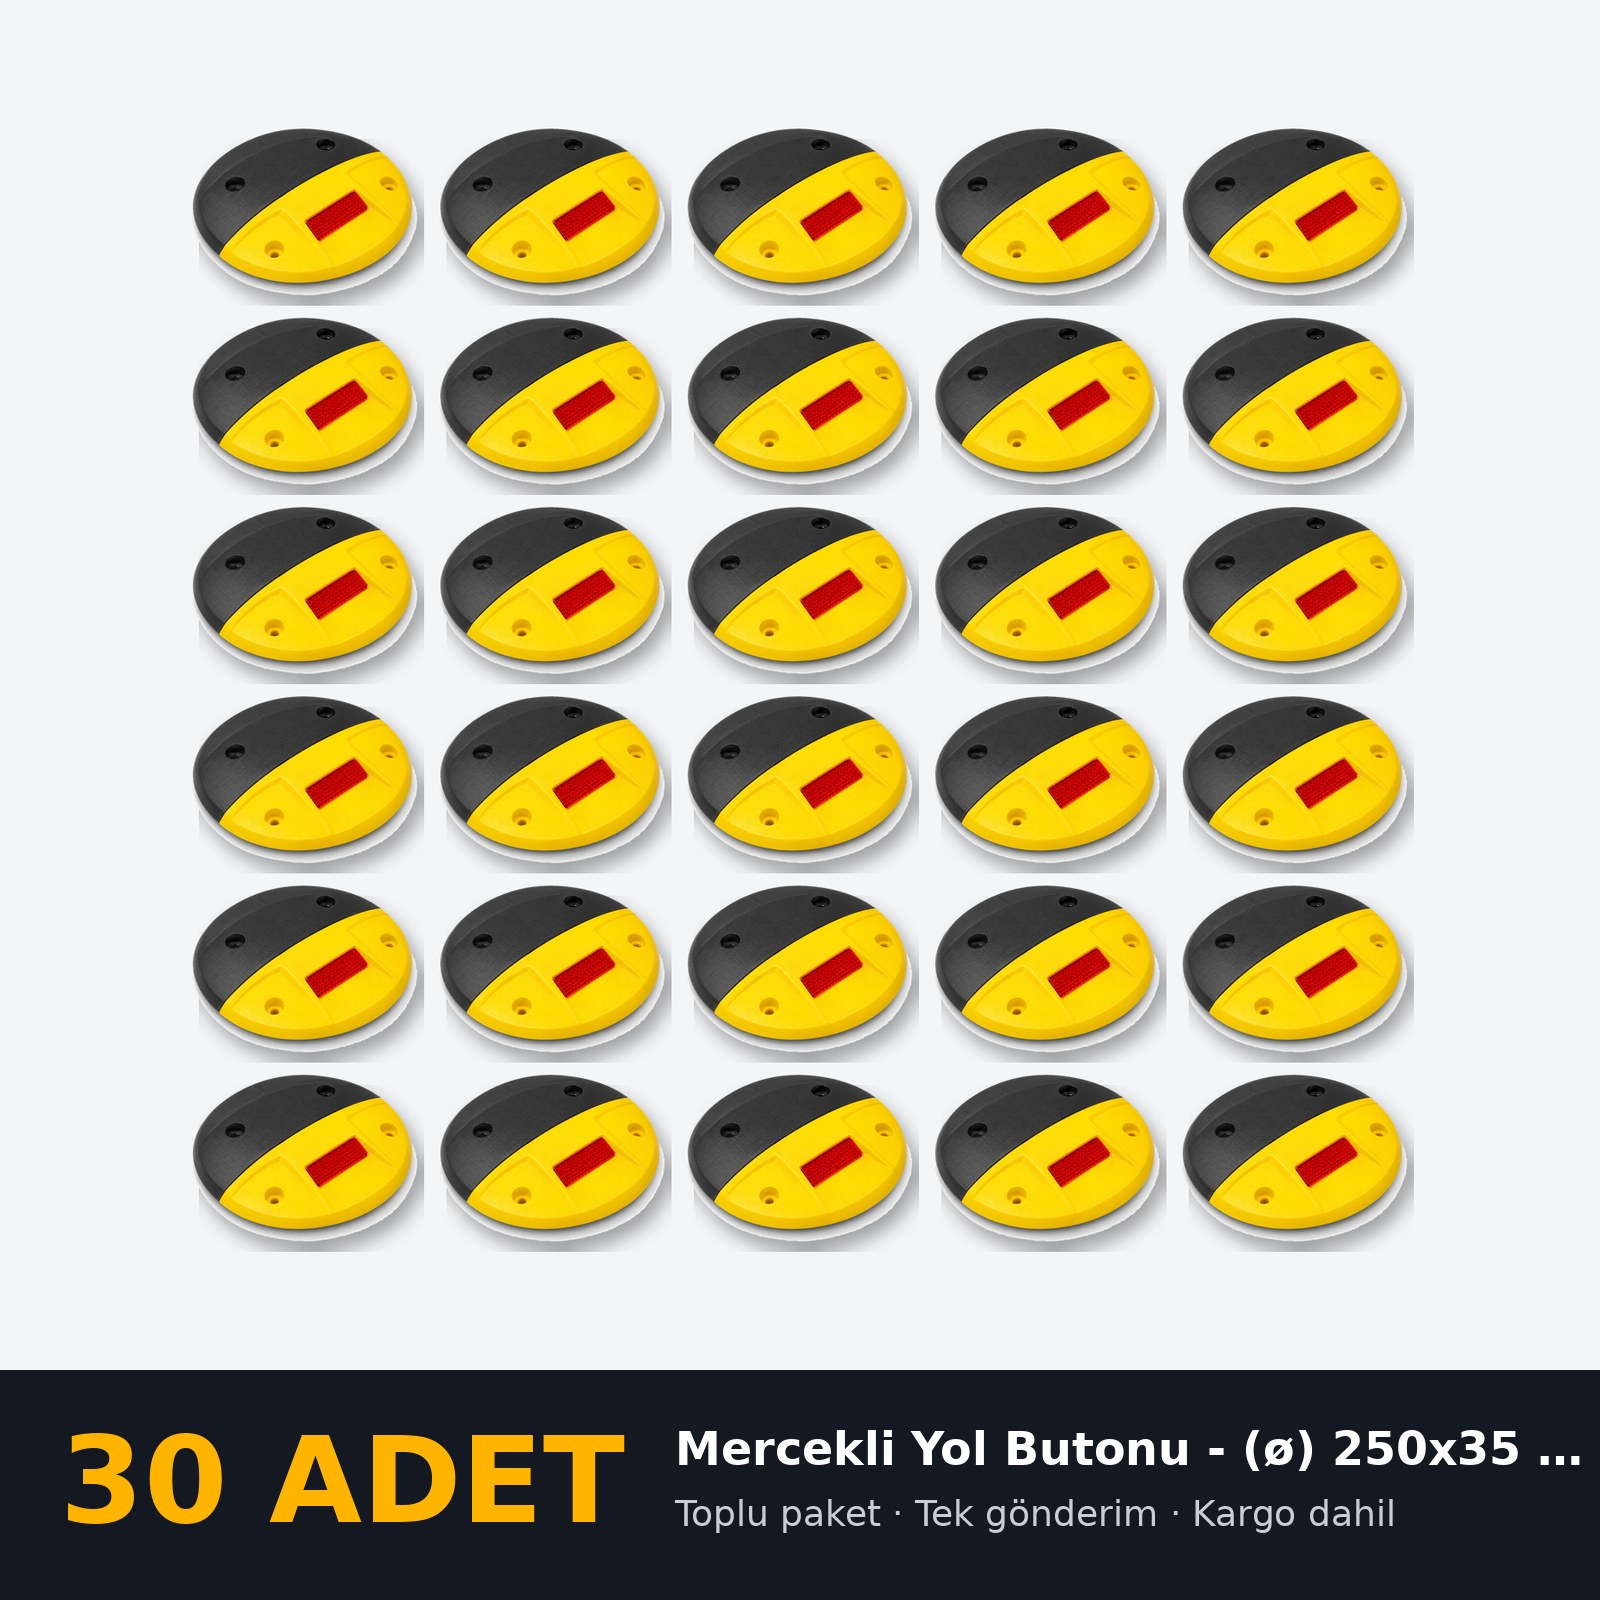 30 ADET
Mercekli Yol Butonu - (ø) 250x35 ...
Toplu paket · Tek gönderim · Kargo dahil